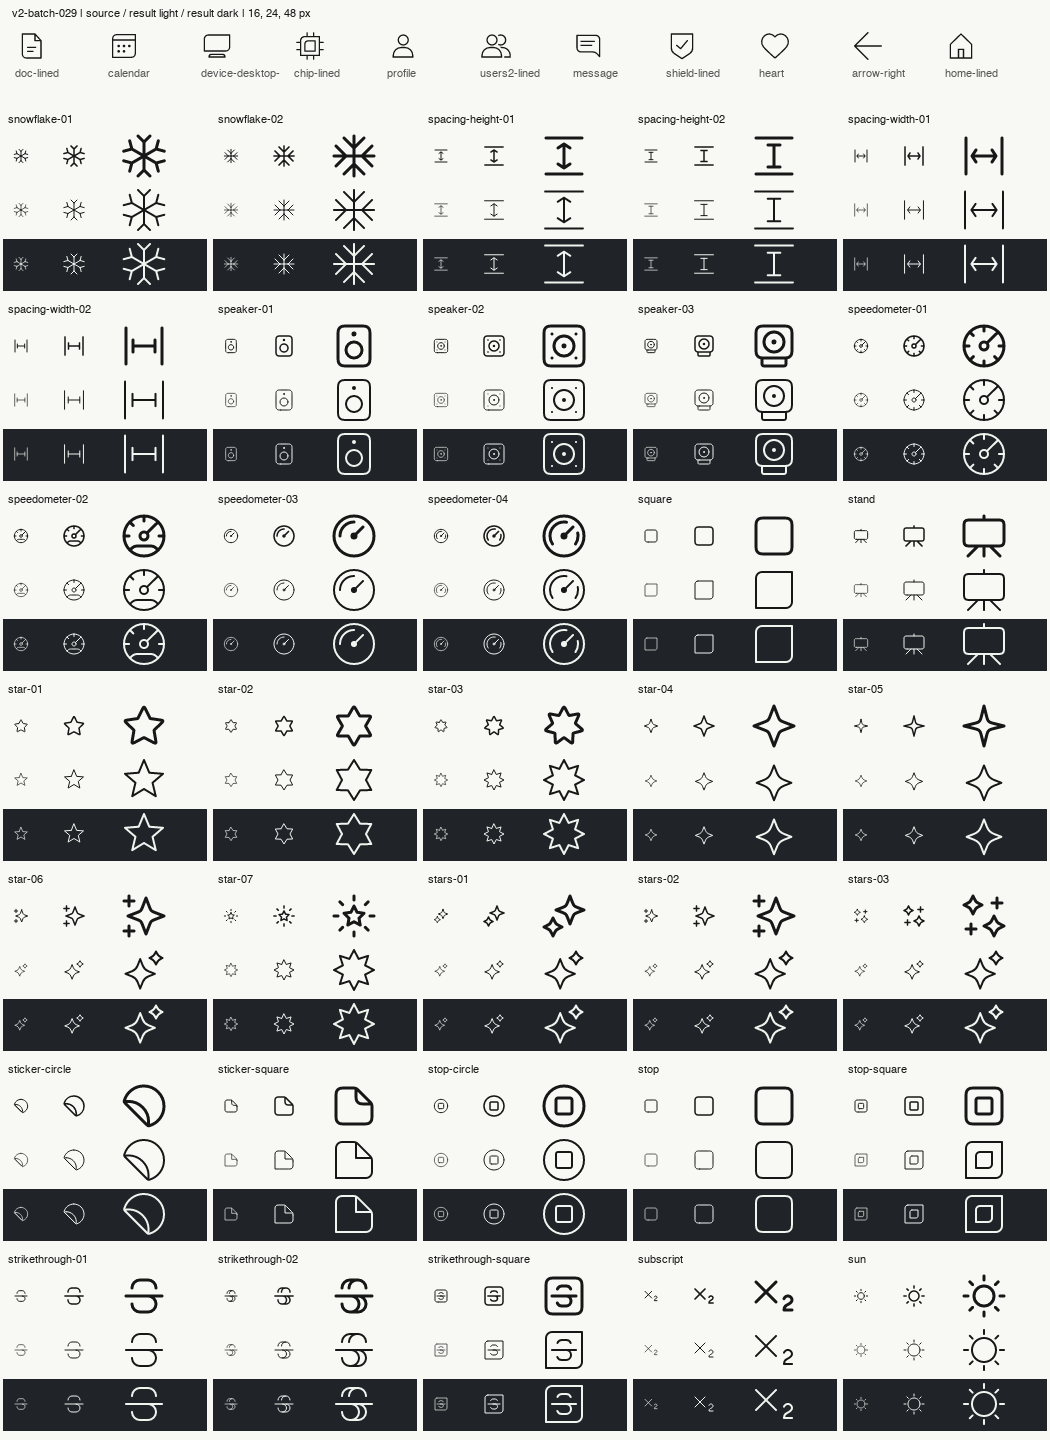 v2-batch-029 | source / result light / result dark | 16, 24, 48 px
doc-lined calendar device-desktop- chip-lined profile users2-lined message shield-lined heart arrow-right home-lined
snowflake-01 snowflake-02 spacing-height-01 spacing-height-02 spacing-width-01
spacing-width-02 speaker-01 speaker-02 speaker-03 speedometer-01
speedometer-02 speedometer-03 speedometer-04 square stand
star-01 star-02 star-03 star-04 star-05
star-06 star-07 stars-01 stars-02 stars-03
sticker-circle sticker-square stop-circle stop stop-square
strikethrough-01 strikethrough-02 strikethrough-square subscript sun